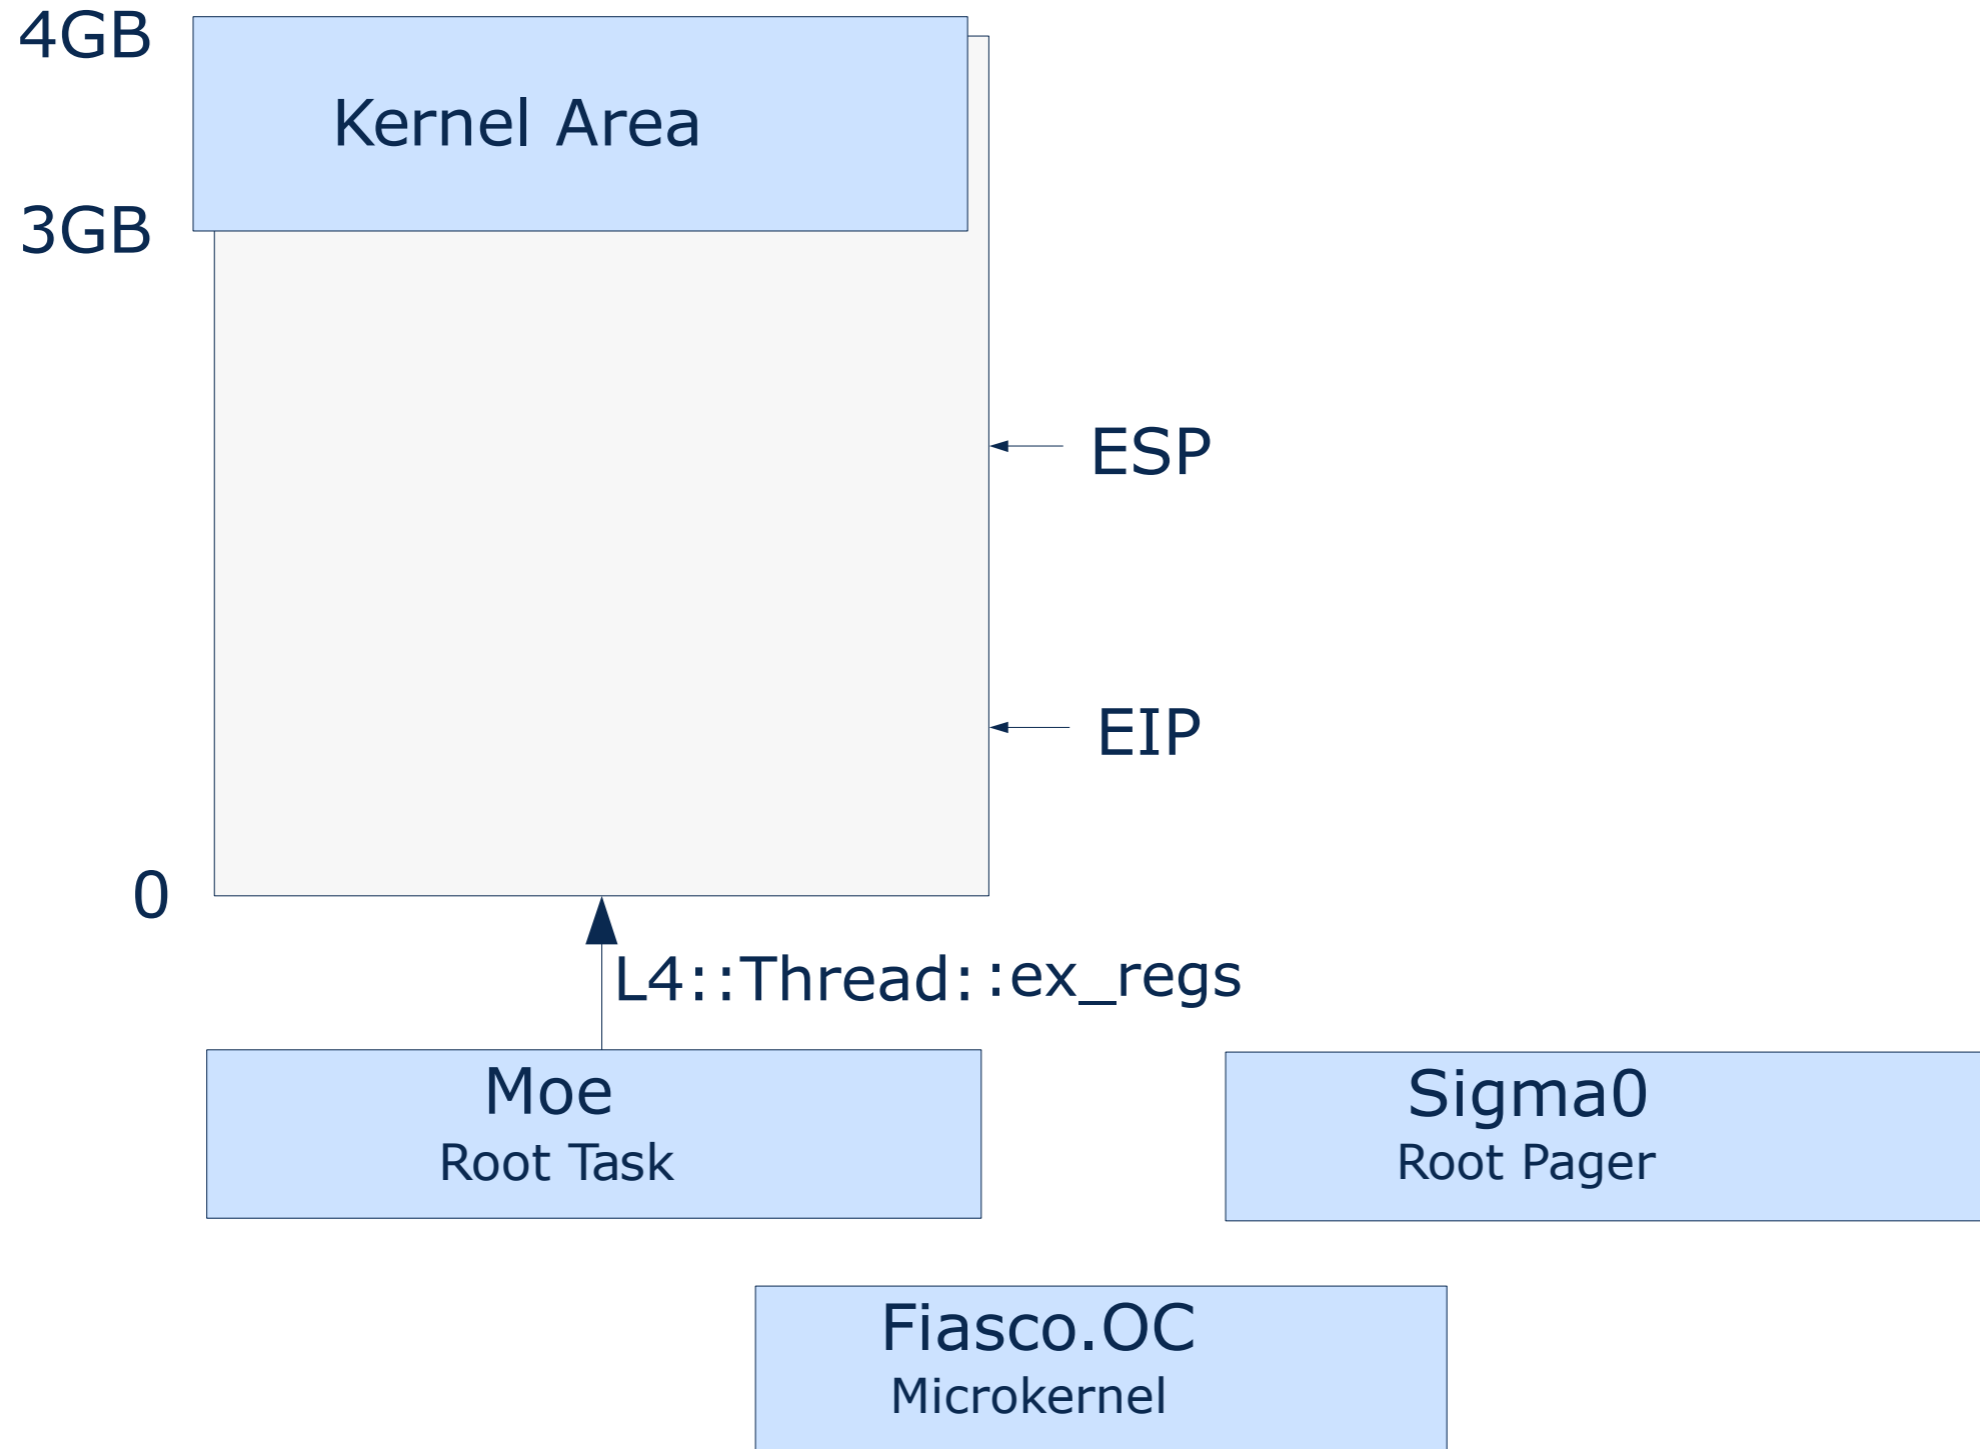 4GB
Kernel Area
3GB
ESP
EIP
0
L4::Thread::ex_regs
Moe
Root Task
Sigma0
Root Pager
Fiasco.OC
Microkernel